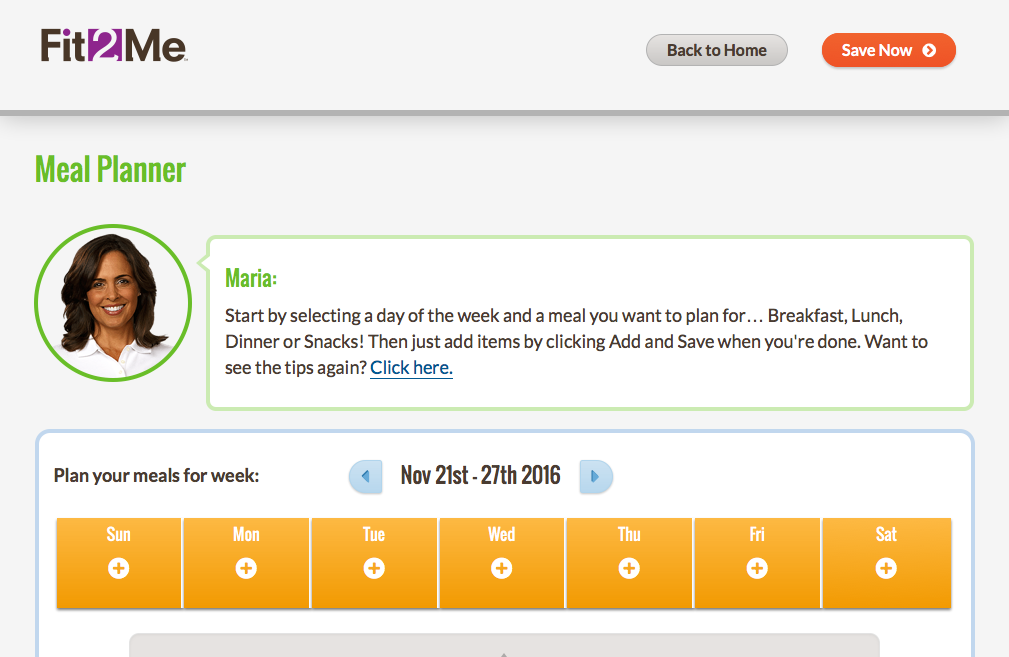 Fit2Me
Back to Home
Save Now
Meal Planner
Maria:
Start by selecting a day of the week and a meal you want to plan for... Breakfast, Lunch,
Dinner or Snacks! Then just add items by clicking Add and Save when you're done. Want to
see the tips again? Click here.
Plan your meals for week:
Nov 21st - 27th 2016
Sun Mon Tue Wed Thu Fri Sat